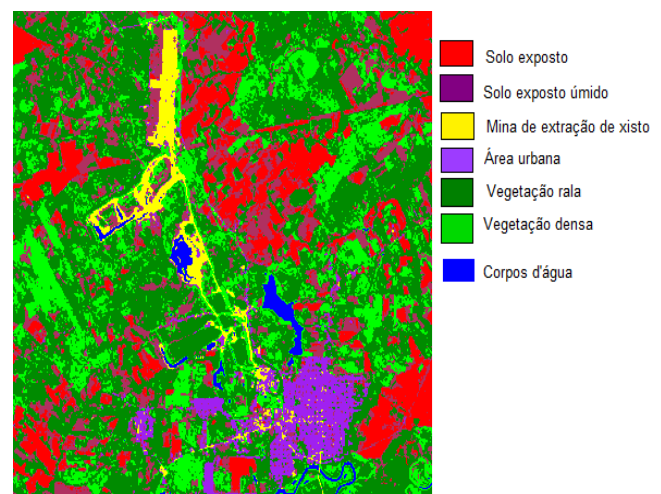 Solo exposto
Solo exposto úmido
Mina de extração de xisto
Área urbana
Vegetação rala
Vegetação densa
Corpos d'água